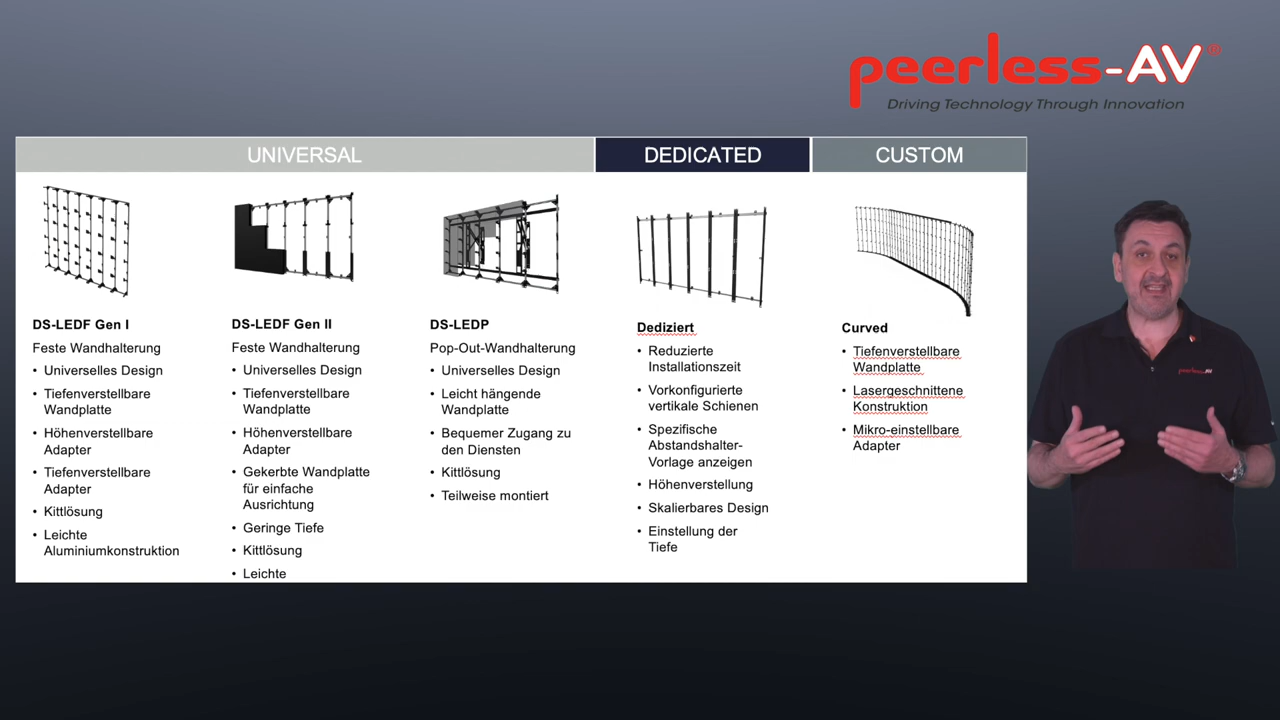 peerless-AV®
Driving Technology Through Innovation
UNIVERSAL
DEDICATED
CUSTOM
DS-LEDF Gen I
Feste Wandhalterung
• Universelles Design
• Tiefenverstellbare
Wandplatte
• Höhenverstellbare
Adapter
• Tiefenverstellbare
Adapter
• Kittlösung
• Leichte
Aluminiumkonstruktion
DS-LEDF Gen II
Feste Wandhalterung
• Universelles Design
• Tiefenverstellbare
Wandplatte
• Höhenverstellbare
Adapter
• Gekerbte Wandplatte
für einfache
Ausrichtung
• Geringe Tiefe
• Kittlösung
• Leichte
DS-LEDP
Pop-Out-Wandhalterung
• Universelles Design
• Leicht hängende
Wandplatte
• Bequemer Zugang zu
den Diensten
• Kittlösung
• Teilweise montiert
Dediziert
• Reduzierte
Installationszeit
• Vorkonfigurierte
vertikale Schienen
• Spezifische
Abstandshalter-
Vorlage anzeigen
• Höhenverstellung
• Skalierbares Design
• Einstellung der
Tiefe
Curved
• Tiefenverstellbare
Wandplatte
• Lasergeschnittene
Konstruktion
• Mikro-einstellbare
Adapter
peerless-AV